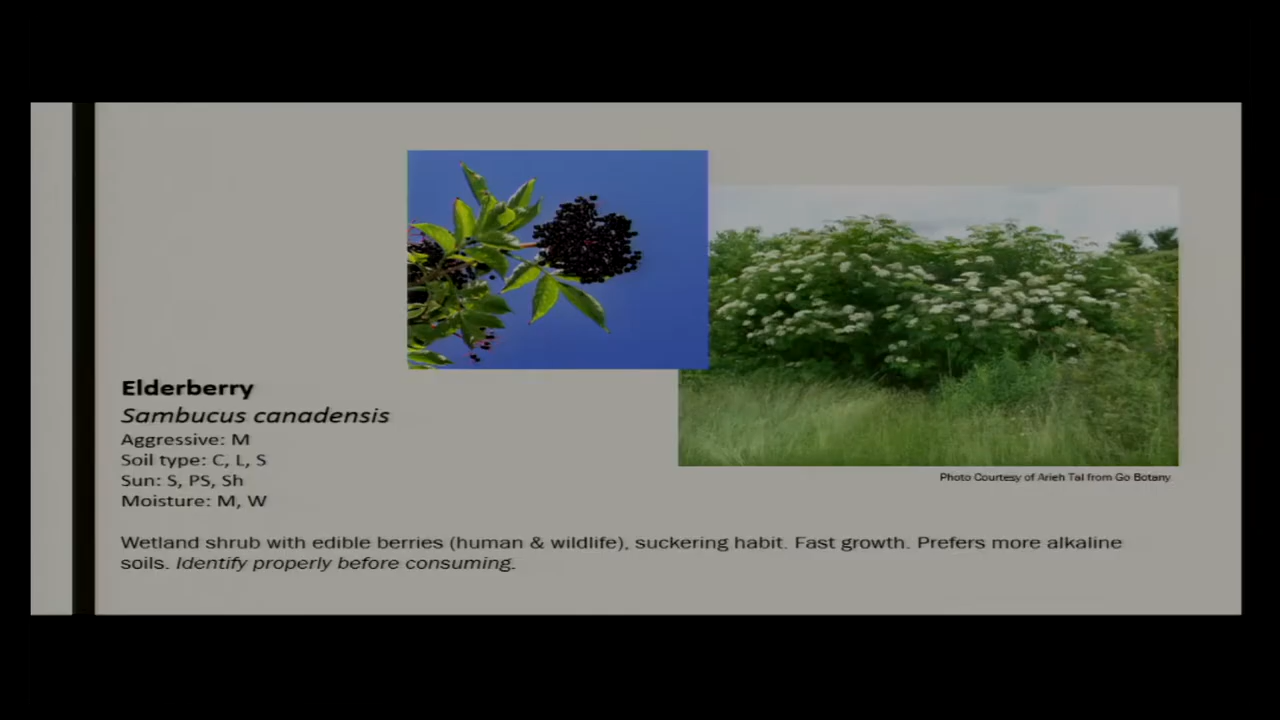 Elderberry
Sambucus canadensis
Aggressive: M
Soil type: C, L, S
Sun: S, PS, Sh
Moisture: M, W
Photo Courtesy of Arieh Tal from Go Botany
Wetland shrub with edible berries (human & wildlife), suckering habit. Fast growth. Prefers more alkaline
soils. Identify properly before consuming.